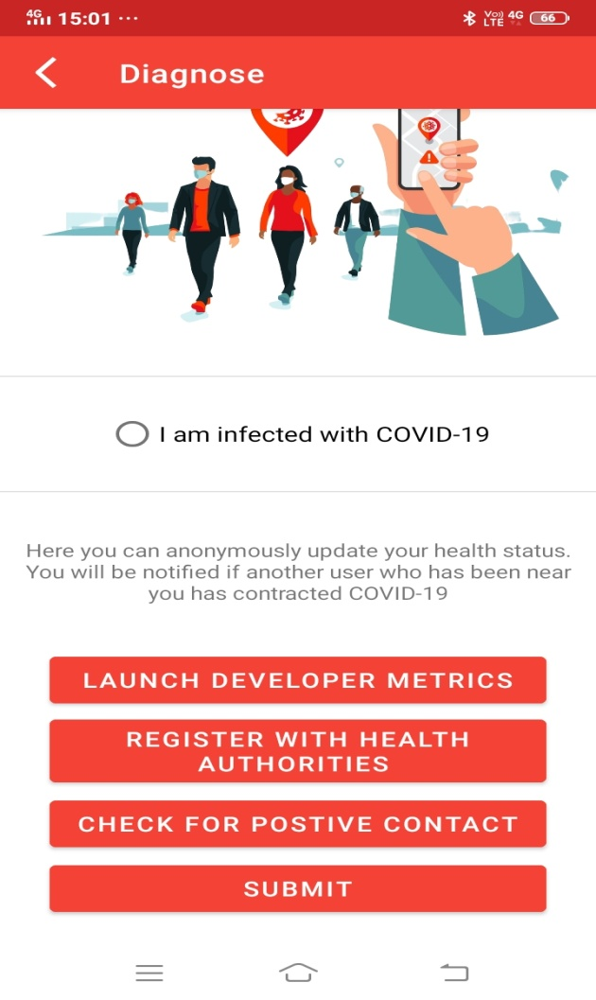 4G 15:01 ··· Vo)) LTE 4G 66
Diagnose
!
I am infected with COVID-19
Here you can anonymously update your health status.
You will be notified if another user who has been near
you has contracted COVID-19
LAUNCH DEVELOPER METRICS
REGISTER WITH HEALTH
AUTHORITIES
CHECK FOR POSTIVE CONTACT
SUBMIT